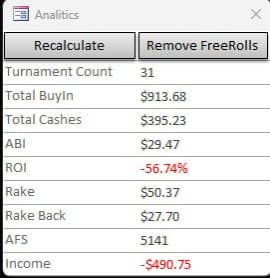 Analitics
Recalculate Remove FreeRolls
Turnament Count 31
Total BuyIn $913.68
Total Cashes $395.23
ABI $29.47
ROI -56.74%
Rake $50.37
Rake Back $27.70
AFS 5141
Income -$490.75